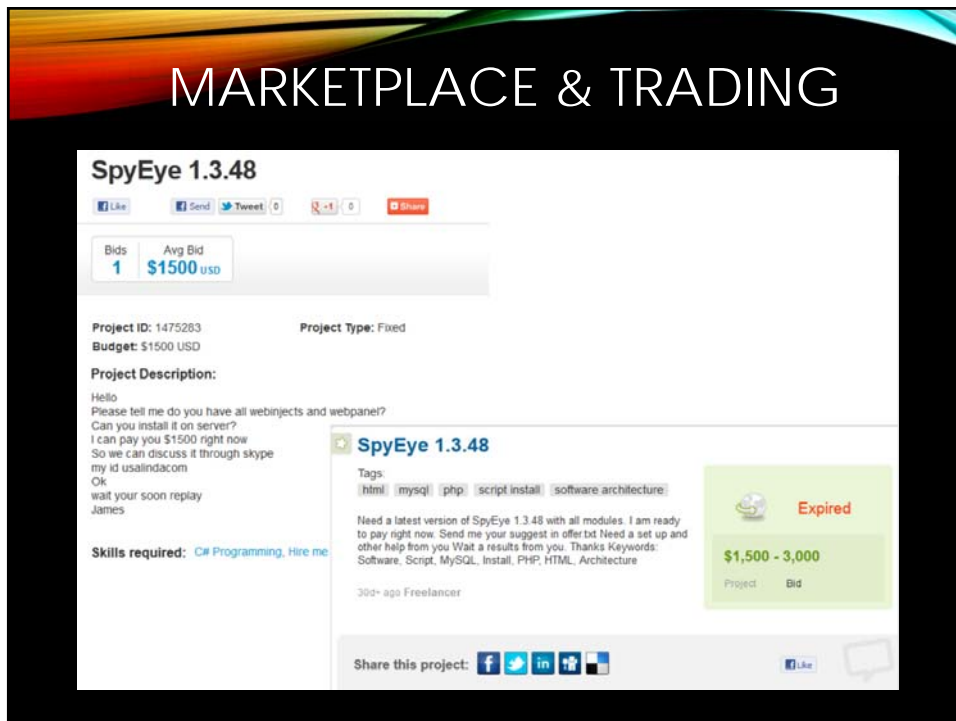 MARKETPLACE & TRADING
SpyEye 1.3.48
Like Send Tweet 0 +1 0 Share
Bids Avg Bid
1 $1500 USD
Project ID: 1475283 Project Type: Fixed
Budget: $1500 USD
Project Description:
Hello
Please tell me do you have all webinjects and webpanel?
Can you install it on server?
I can pay you $1500 right now
So we can discuss it through skype
my id usalindacom
Ok
wait your soon replay
James
Skills required: C# Programming, Hire me
SpyEye 1.3.48
Tags:
html mysql php script install software architecture
Need a latest version of SpyEye 1.3.48 with all modules. I am ready
to pay right now. Send me your suggest in offer.txt Need a set up and
other help from you Wait a results from you. Thanks Keywords:
Software, Script, MySQL, Install, PHP, HTML, Architecture
30d+ ago Freelancer
Expired
$1,500 - 3,000
Project Bid
Share this project:
Like